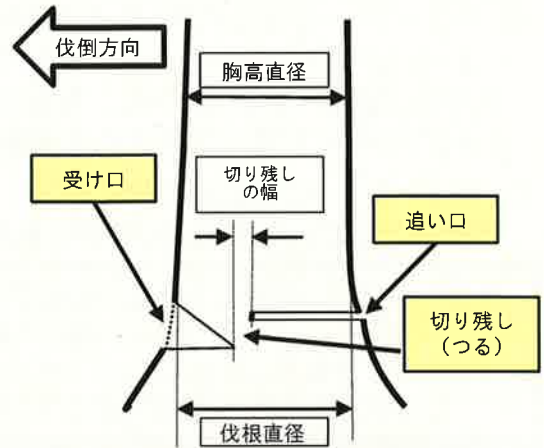 伐倒方向
胸高直径
切り残し
の幅
受け口
追い口
切り残し
（つる）
伐根直径